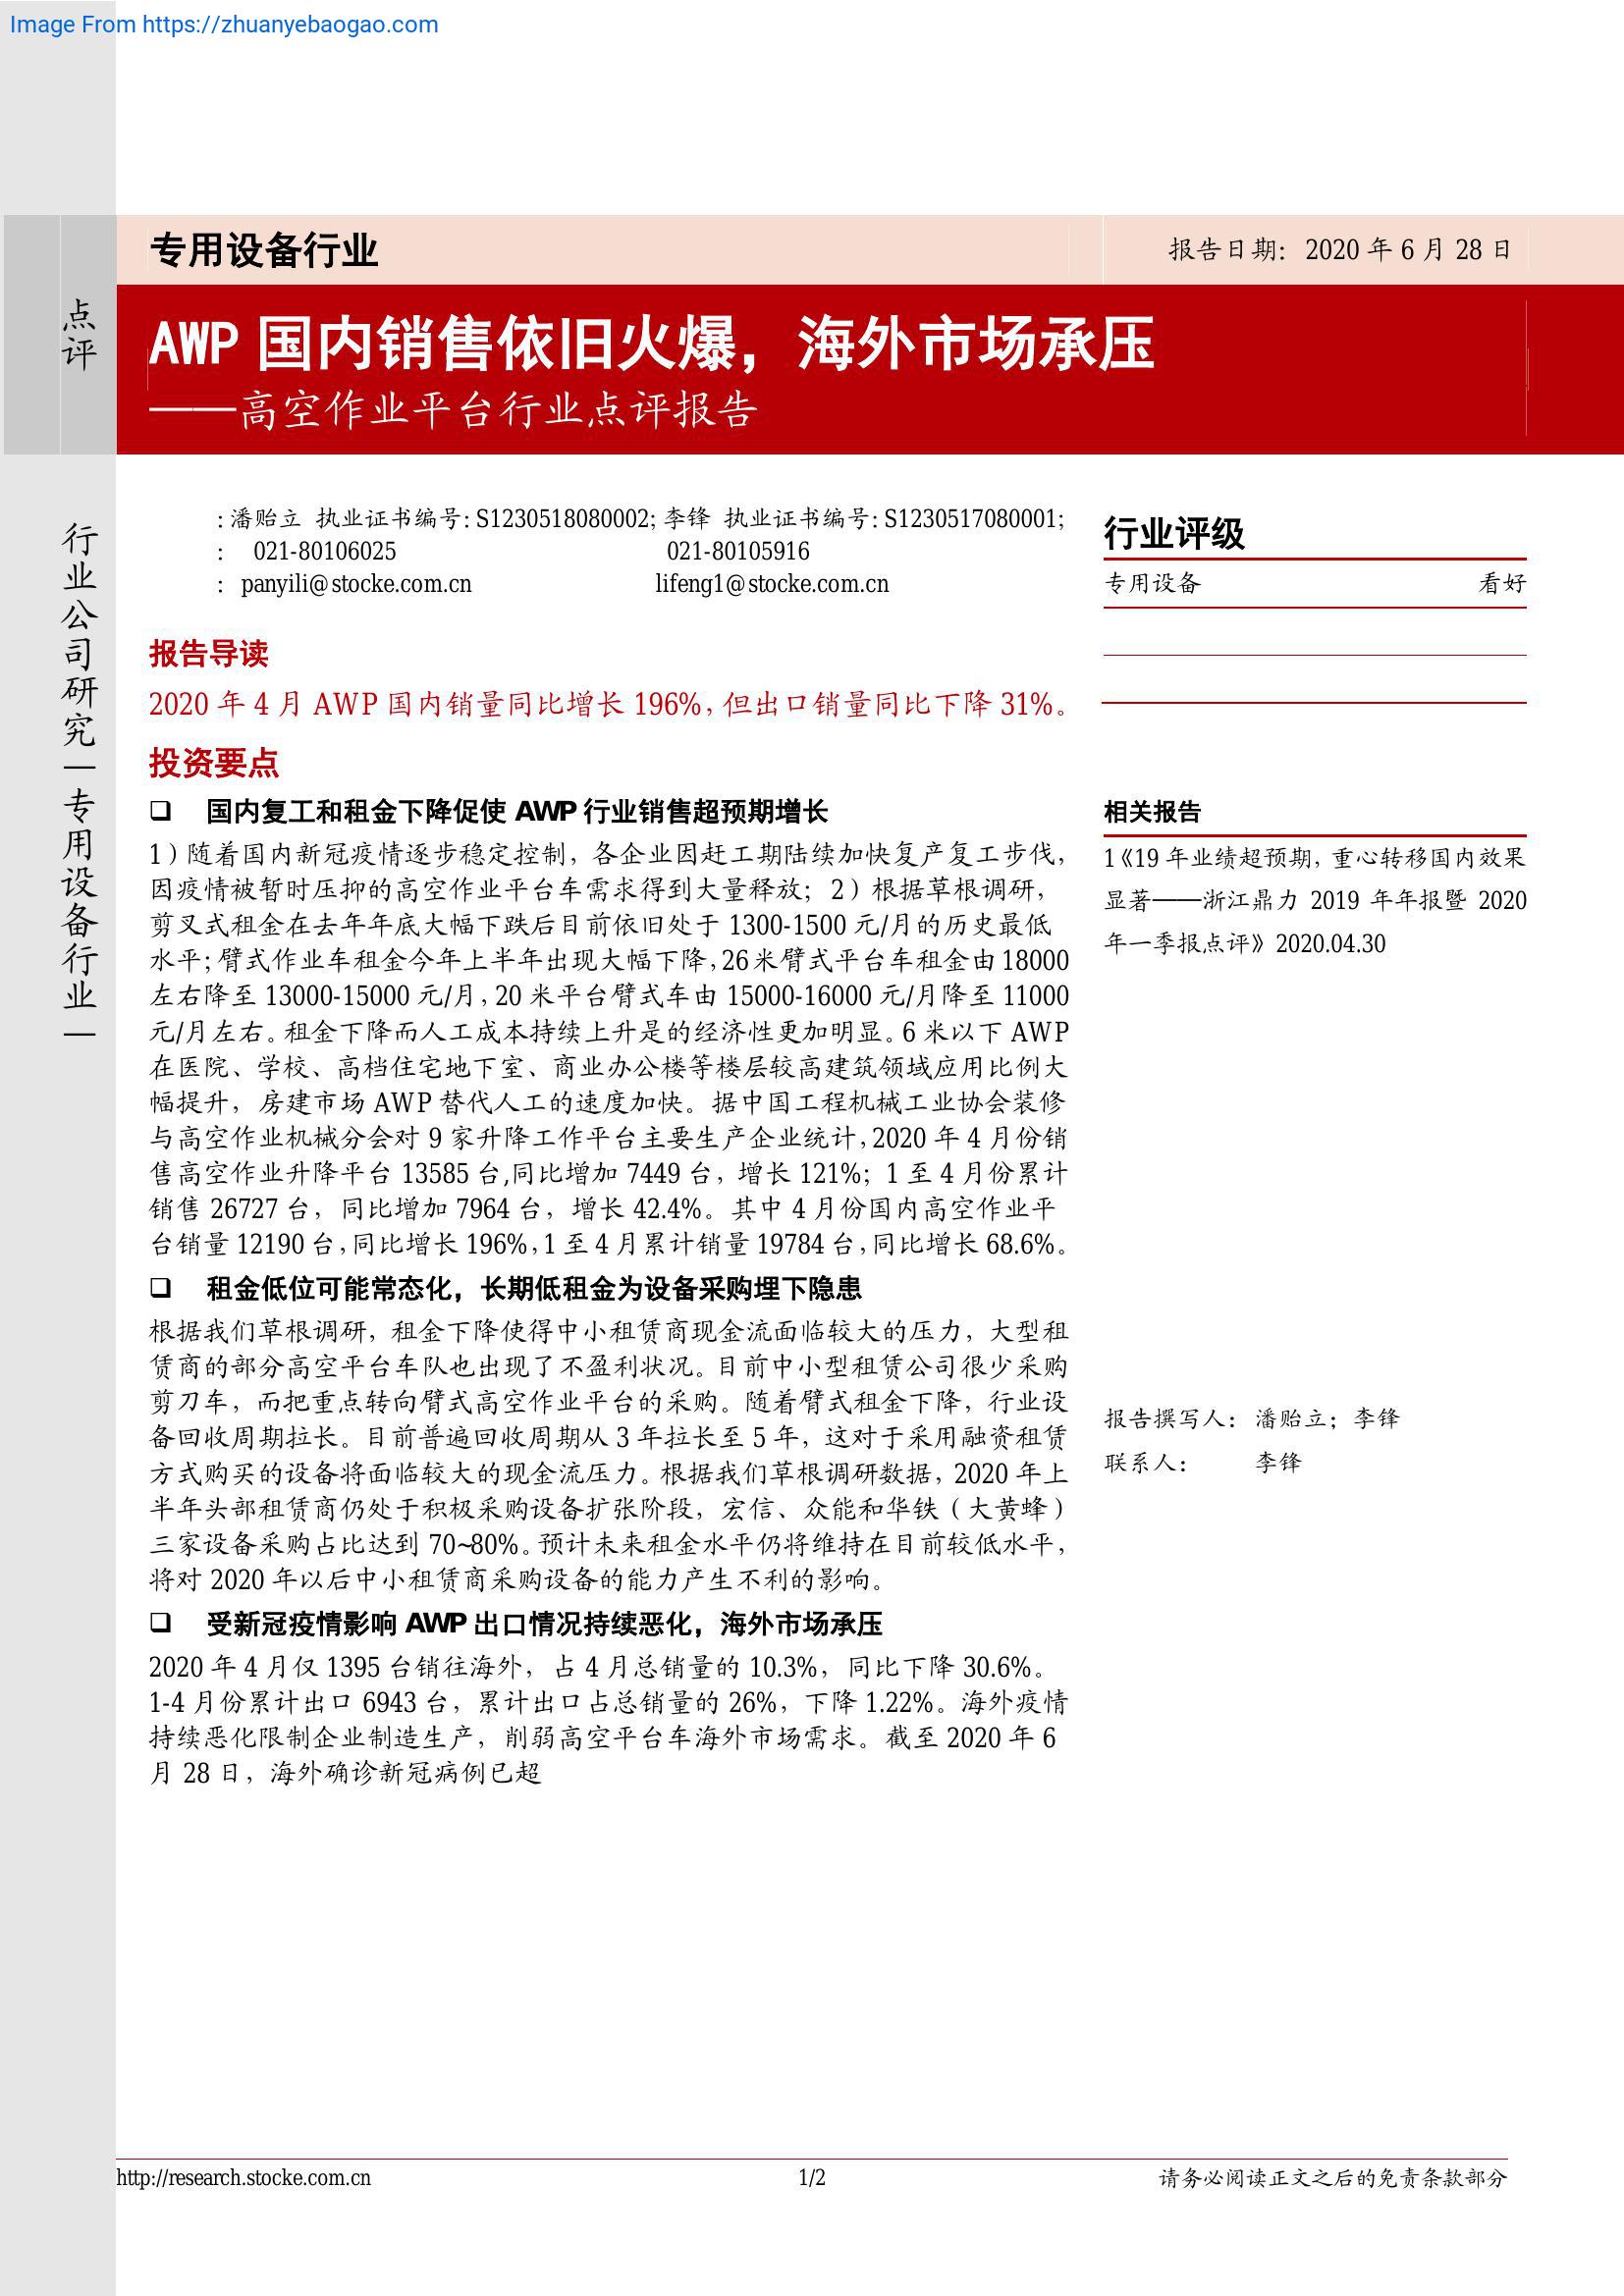 Image From https://zhuanyebaogao.com
专用设备行业
报告日期：2020 年 6 月 28 日
点评
AWP 国内销售依旧火爆，海外市场承压
——高空作业平台行业点评报告
行业公司研究｜专用设备行业｜
:潘贻立 执业证书编号:S1230518080002;李锋 执业证书编号:S1230517080001;
: 021-80106025 021-80105916
: panyili@stocke.com.cn lifeng1@stocke.com.cn
行业评级
专用设备 看好
报告导读
2020 年 4 月 AWP 国内销量同比增长 196%，但出口销量同比下降 31%。
投资要点
❑ 国内复工和租金下降促使 AWP 行业销售超预期增长
1）随着国内新冠疫情逐步稳定控制，各企业因赶工期陆续加快复产复工步伐，
因疫情被暂时压抑的高空作业平台车需求得到大量释放；2）根据草根调研，
剪叉式租金在去年年底大幅下跌后目前依旧处于 1300-1500 元/月的历史最低
水平；臂式作业车租金今年上半年出现大幅下降，26 米臂式平台车租金由 18000
左右降至 13000-15000 元/月，20 米平台臂式车由 15000-16000 元/月降至 11000
元/月左右。租金下降而人工成本持续上升是的经济性更加明显。6 米以下 AWP
在医院、学校、高档住宅地下室、商业办公楼等楼层较高建筑领域应用比例大
幅提升，房建市场 AWP 替代人工的速度加快。据中国工程机械工业协会装修
与高空作业机械分会对 9 家升降工作平台主要生产企业统计，2020 年 4 月份销
售高空作业升降平台 13585 台,同比增加 7449 台，增长 121%；1 至 4 月份累计
销售 26727 台，同比增加 7964 台，增长 42.4%。其中 4 月份国内高空作业平
台销量 12190 台，同比增长 196%，1 至 4 月累计销量 19784 台，同比增长 68.6%。
❑ 租金低位可能常态化，长期低租金为设备采购埋下隐患
根据我们草根调研，租金下降使得中小租赁商现金流面临较大的压力，大型租
赁商的部分高空平台车队也出现了不盈利状况。目前中小型租赁公司很少采购
剪刀车，而把重点转向臂式高空作业平台的采购。随着臂式租金下降，行业设
备回收周期拉长。目前普遍回收周期从 3 年拉长至 5 年，这对于采用融资租赁
方式购买的设备将面临较大的现金流压力。根据我们草根调研数据，2020 年上
半年头部租赁商仍处于积极采购设备扩张阶段，宏信、众能和华铁（大黄蜂）
三家设备采购占比达到 70~80%。预计未来租金水平仍将维持在目前较低水平，
将对 2020 年以后中小租赁商采购设备的能力产生不利的影响。
❑ 受新冠疫情影响 AWP 出口情况持续恶化，海外市场承压
2020 年 4 月仅 1395 台销往海外，占 4 月总销量的 10.3%，同比下降 30.6%。
1-4 月份累计出口 6943 台，累计出口占总销量的 26%，下降 1.22%。海外疫情
持续恶化限制企业制造生产，削弱高空平台车海外市场需求。截至 2020 年 6
月 28 日，海外确诊新冠病例已超
相关报告
1《19 年业绩超预期，重心转移国内效果
显著——浙江鼎力 2019 年年报暨 2020
年一季报点评》2020.04.30
报告撰写人：潘贻立；李锋
联系人： 李锋
http://research.stocke.com.cn
1/2
请务必阅读正文之后的免责条款部分